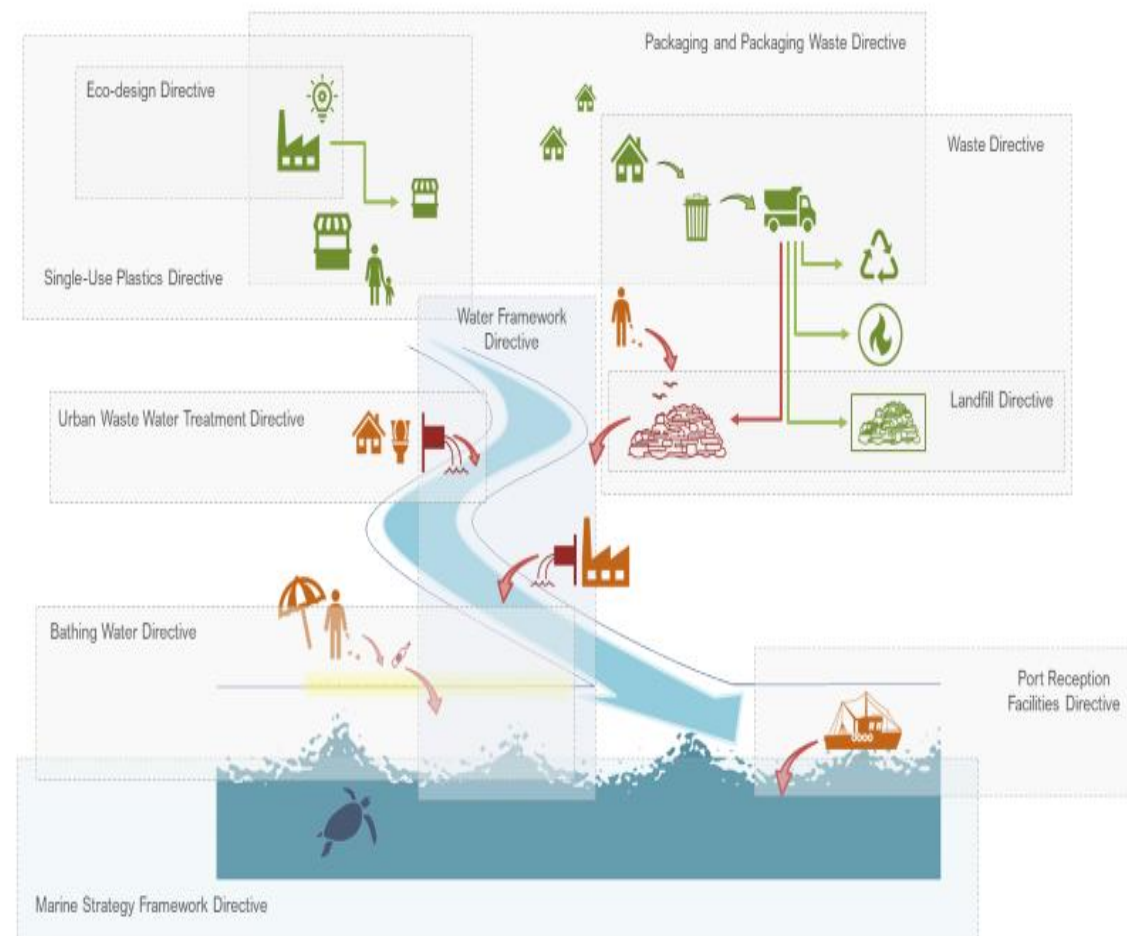 Packaging and Packaging Waste Directive
Eco-design Directive
Waste Directive
Single-Use Plastics Directive
Water Framework
Directive
Landfill Directive
Urban Waste Water Treatment Directive
Bathing Water Directive
Port Reception
Facilities Directive
Marine Strategy Framework Directive